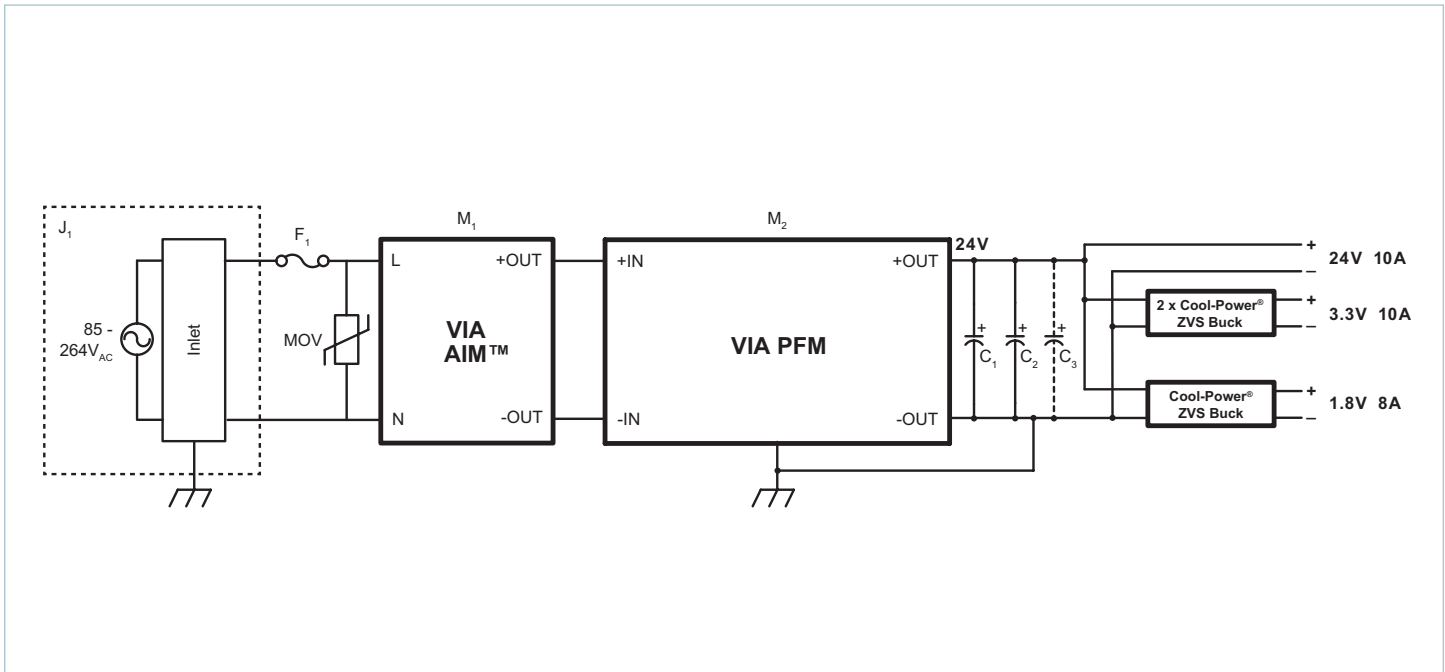 J1
85 -
264VAC
Inlet
F1
MOV
M1
L
N
+OUT
-OUT
VIA
AIM™
M2
+IN
-IN
VIA PFM
24V
+OUT
-OUT
+
C1
+
C2
+
C3
+
–
24V 10A
2 x Cool-Power®
ZVS Buck
+
–
3.3V 10A
Cool-Power®
ZVS Buck
+
–
1.8V 8A